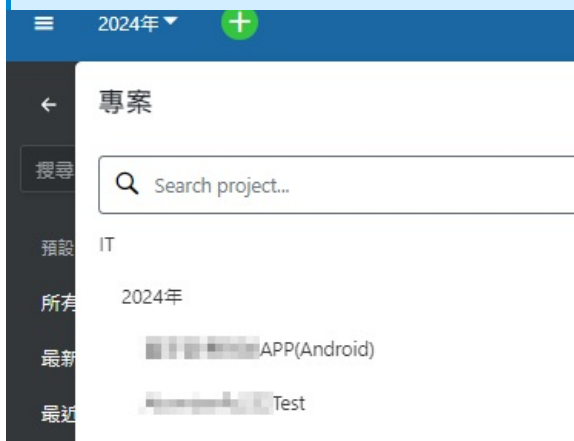 2024年
專案
搜尋
Search project...
預設
IT
所有
2024年
最新
APP(Android)
最近
Test